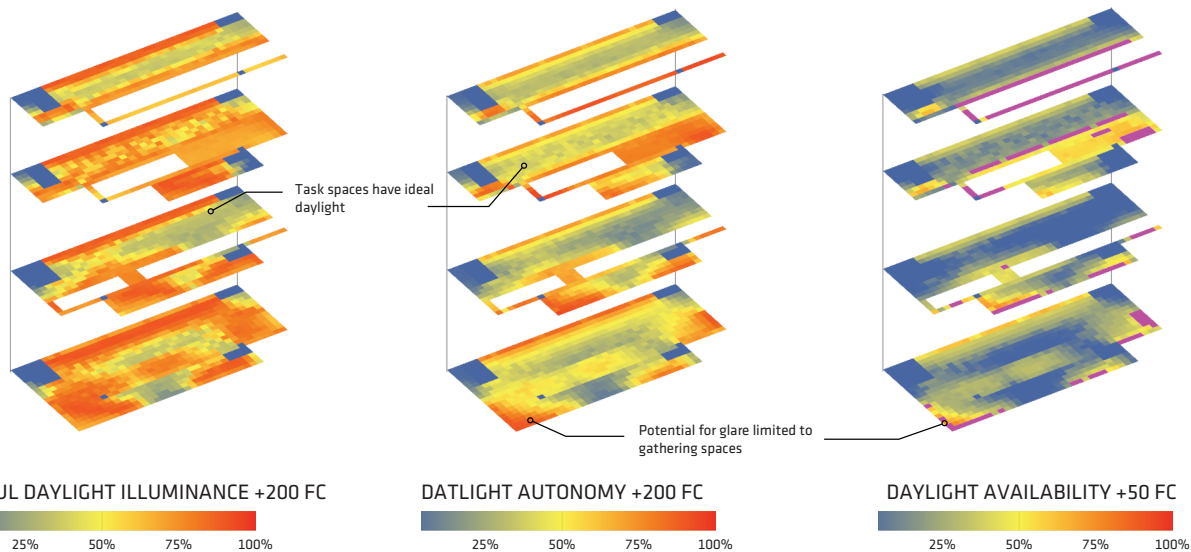 Task spaces have ideal
daylight
Potential for glare limited to
gathering spaces
UL DAYLIGHT ILLUMINANCE +200 FC
DATLIGHT AUTONOMY +200 FC
DAYLIGHT AVAILABILITY +50 FC
25% 50% 75% 100%
25% 50% 75% 100%
25% 50% 75% 100%